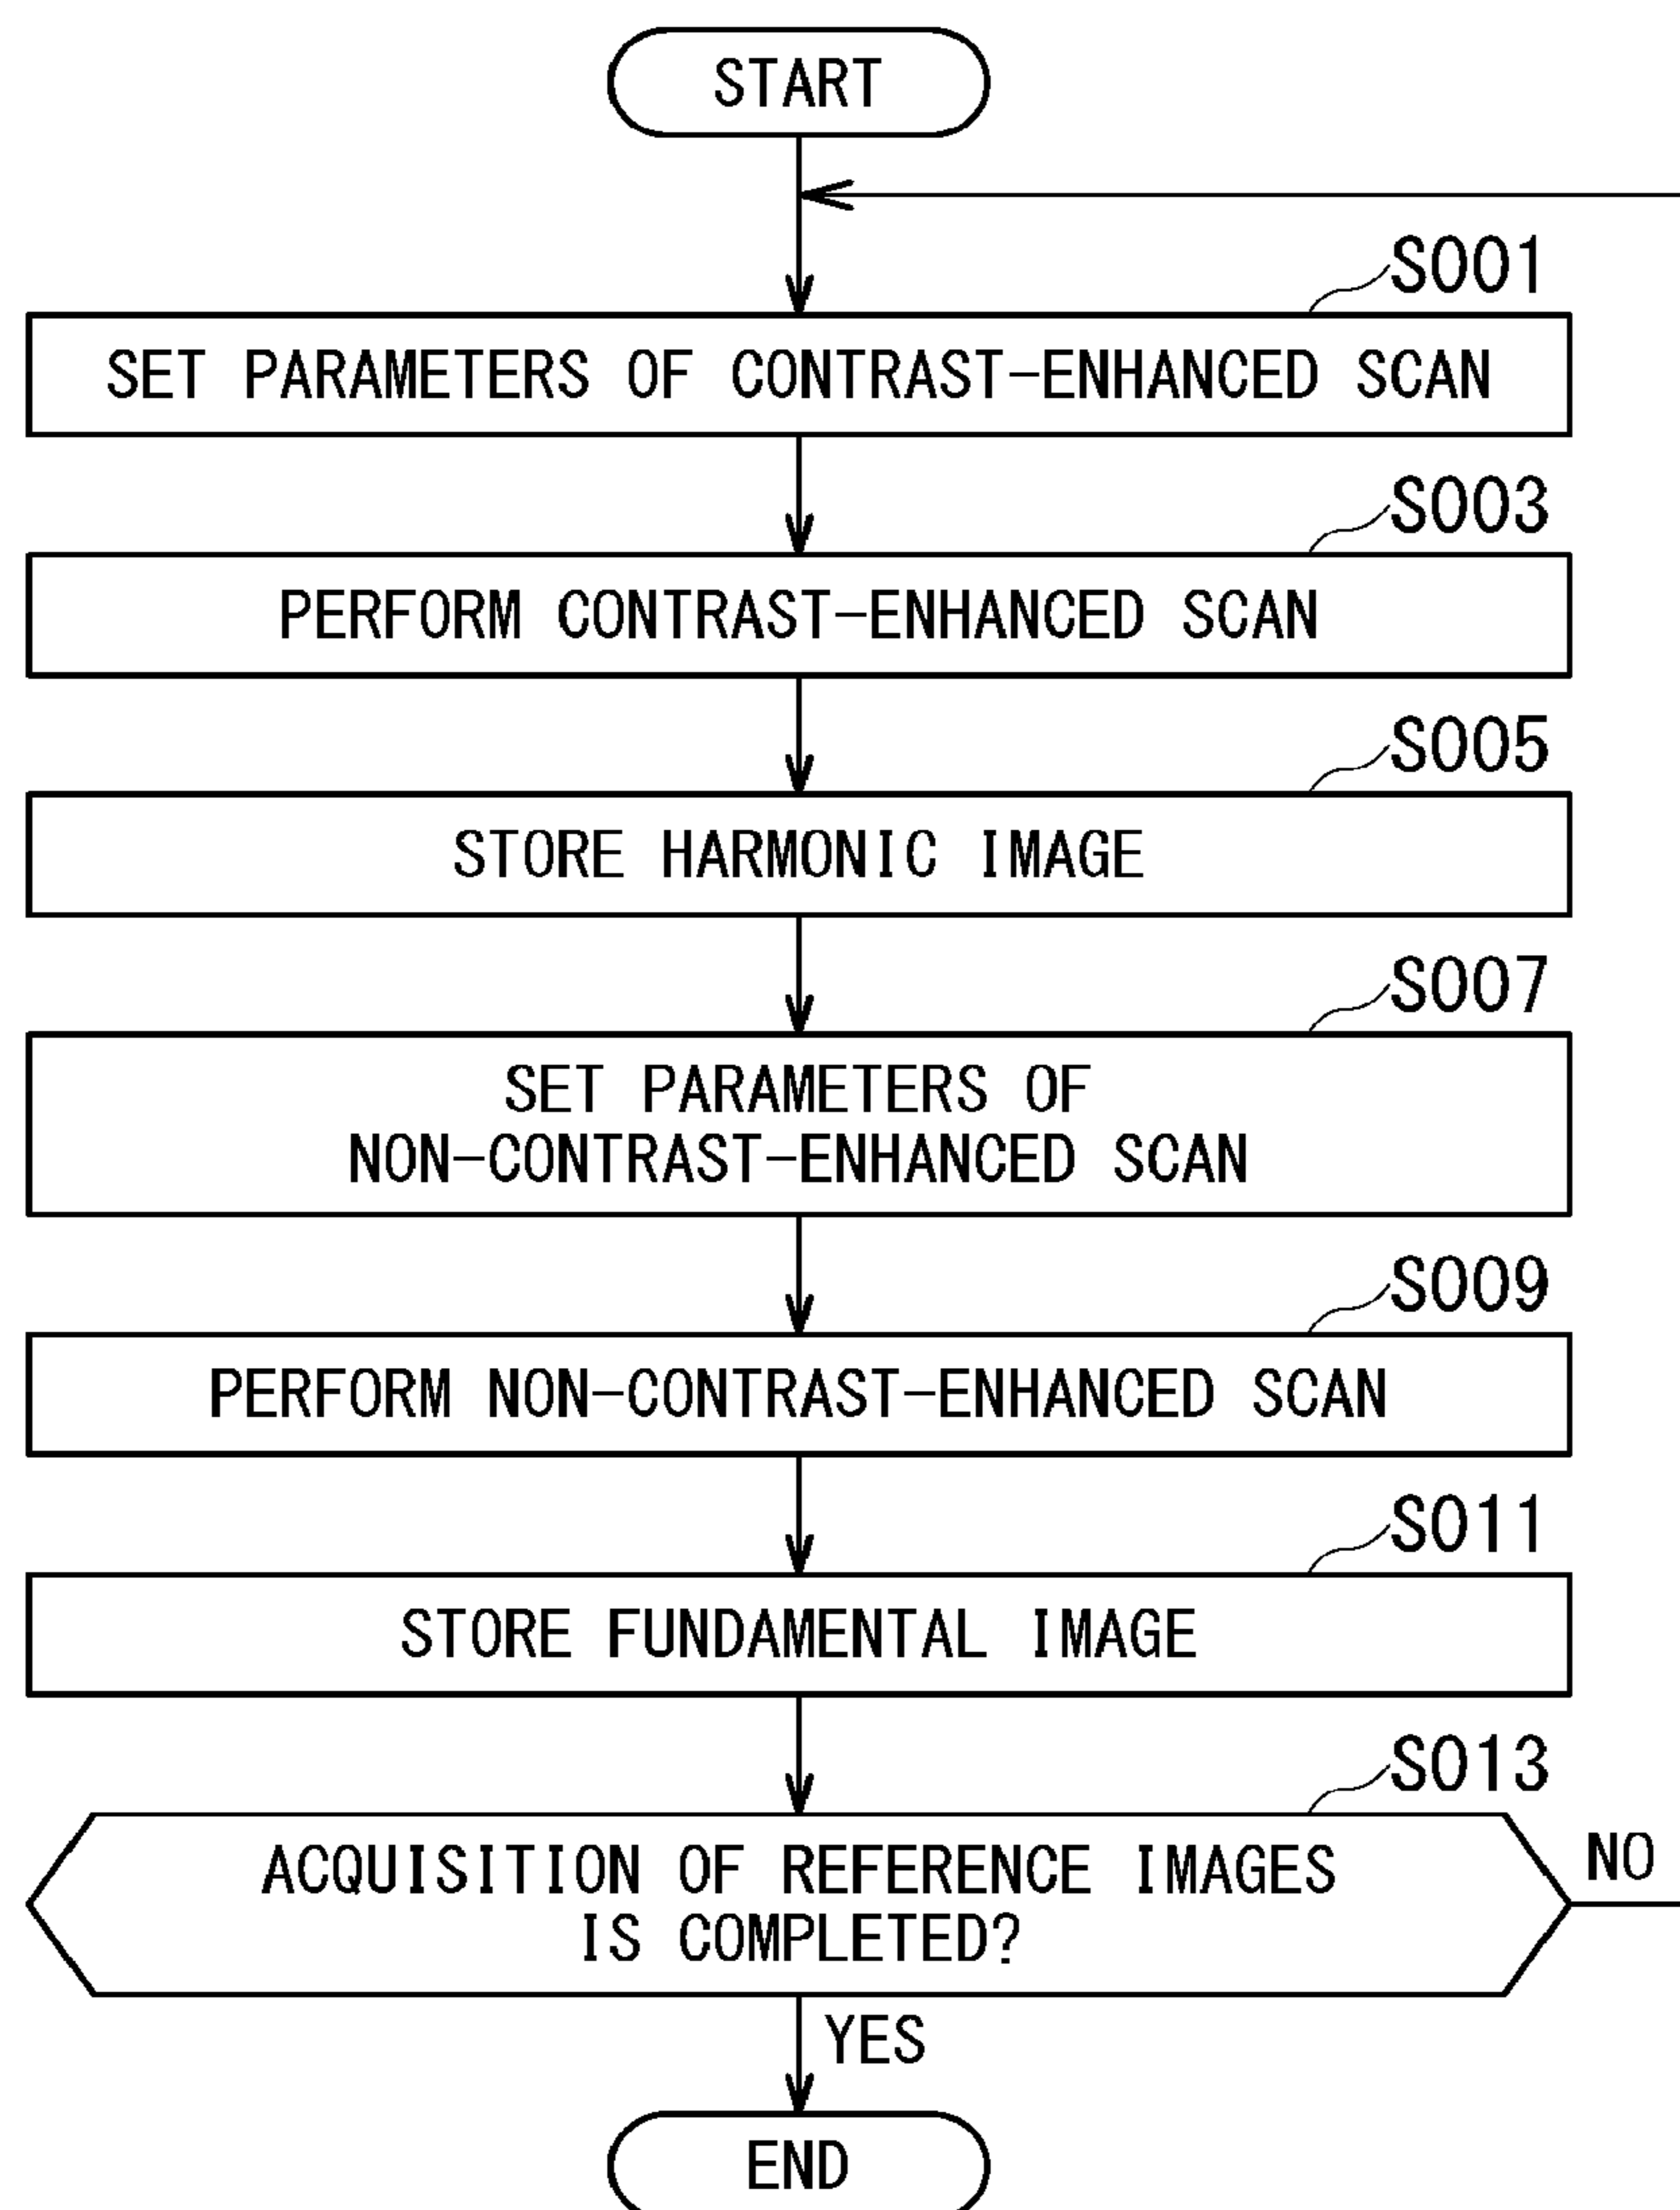 START
S001
SET PARAMETERS OF CONTRAST-ENHANCED SCAN
S003
PERFORM CONTRAST-ENHANCED SCAN
S005
STORE HARMONIC IMAGE
S007
SET PARAMETERS OF
NON-CONTRAST-ENHANCED SCAN
S009
PERFORM NON-CONTRAST-ENHANCED SCAN
S011
STORE FUNDAMENTAL IMAGE
S013
ACQUISITION OF REFERENCE IMAGES
IS COMPLETED?
NO
YES
END